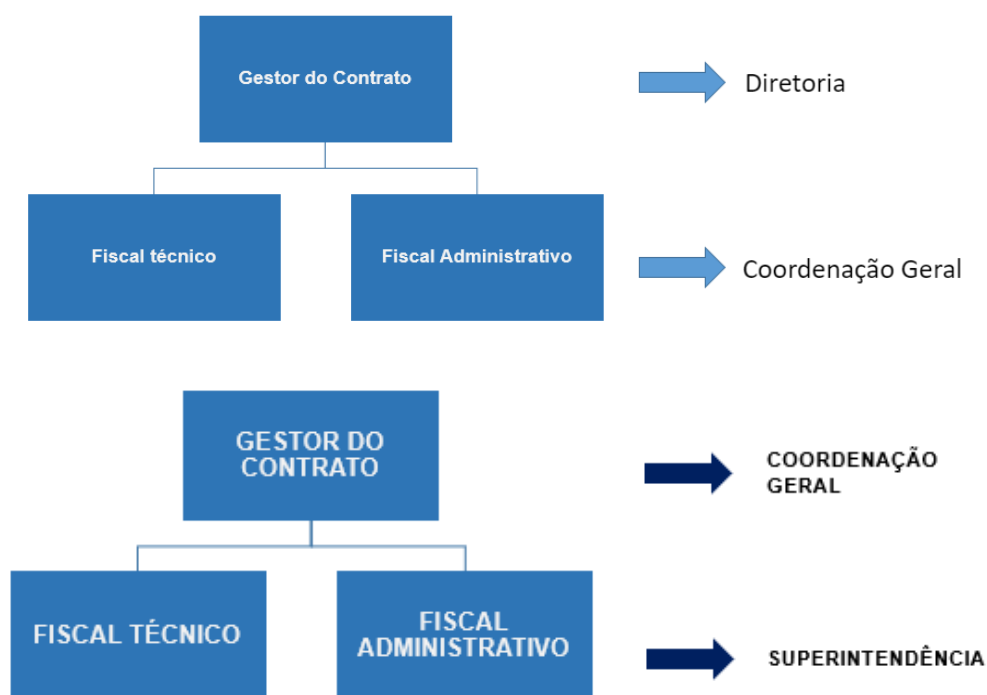 Gestor do Contrato
Diretoria
Fiscal técnico
Fiscal Administrativo
Coordenação Geral
GESTOR DO
CONTRATO
COORDENAÇÃO
GERAL
FISCAL TÉCNICO
FISCAL
ADMINISTRATIVO
SUPERINTENDÊNCIA